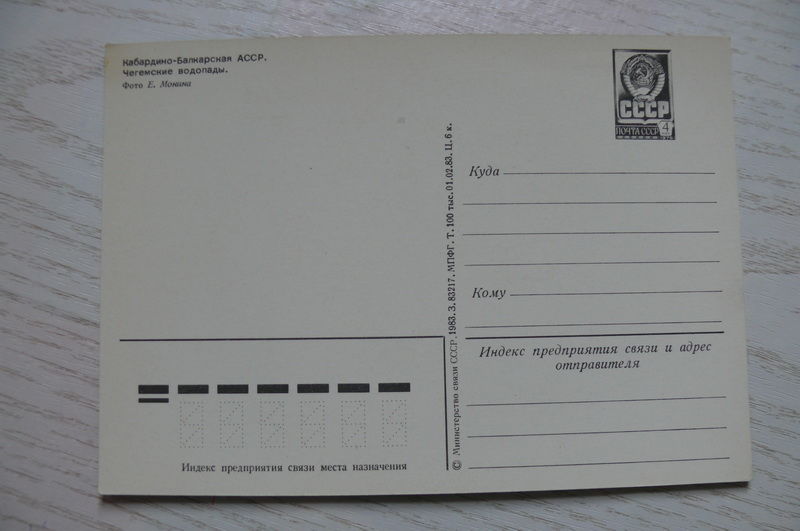 Кабардино-Балкарская АССР.
Чегемские водопады.
Фото Е. Монина
СССР
ПОЧТА СССР 4
Куда
Кому
© Министерство связи СССР. 1983. З. 83217. МПФГ. Т. 100 тыс. 01.02.83. Ц. 6 к.
Индекс предприятия связи и адрес
отправителя
Индекс предприятия связи места назначения